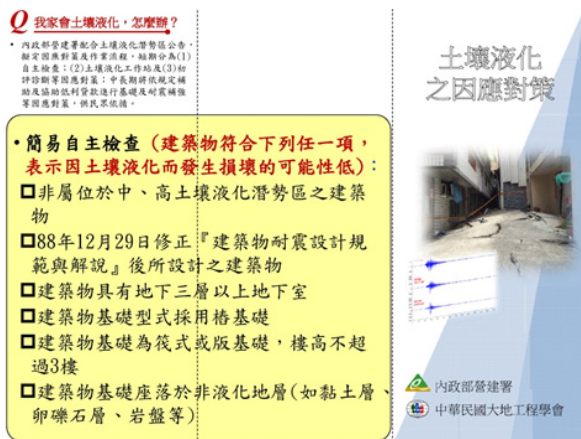 Q 我家會土壤液化，怎麼辦？
• 內政部營建署配合土壤液化潛勢區公告，
擬定因應對策及作業流程，短期分為(1)
自主檢查；(2)土壤液化工作站及(3)初
評診斷等因應對策；中長期將依規定補
助及協助低利貸款進行基礎及耐震補強
等因應對策，供民眾依循。
•簡易自主檢查（建築物符合下列任一項，
表示因土壤液化而發生損壞的可能性低）：
□非屬位於中、高土壤液化潛勢區之建築
物
□88年12月29日修正『建築物耐震設計規
範與解說』後所設計之建築物
□建築物具有地下三層以上地下室
□建築物基礎型式採用樁基礎
□建築物基礎為筏式或版基礎，樓高不超
過3樓
□建築物基礎座落於非液化地層(如黏土層、
卵礫石層、岩盤等)
土壤液化
之因應對策
內政部營建署
中華民國大地工程學會